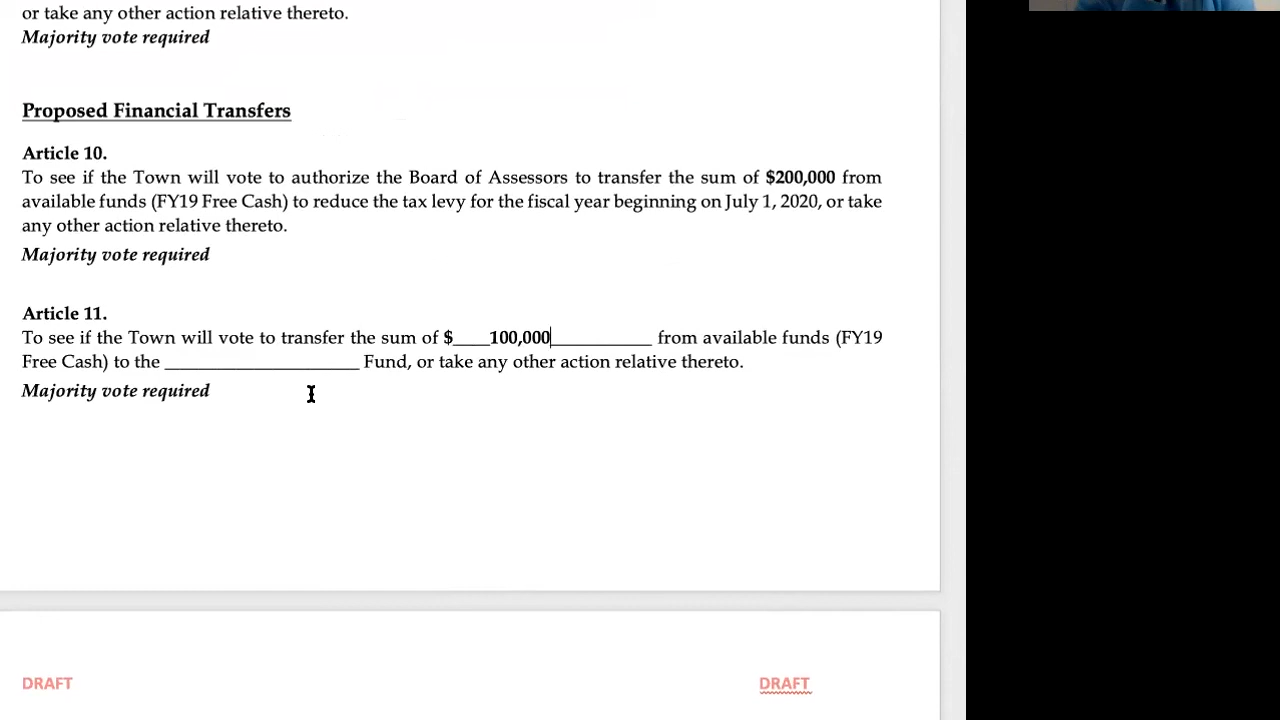 or take any other action relative thereto.
Majority vote required
Proposed Financial Transfers
Article 10.
To see if the Town will vote to authorize the Board of Assessors to transfer the sum of $200,000 from
available funds (FY19 Free Cash) to reduce the tax levy for the fiscal year beginning on July 1, 2020, or take
any other action relative thereto.
Majority vote required
Article 11.
To see if the Town will vote to transfer the sum of $____100,000___________ from available funds (FY19
Free Cash) to the _____________________ Fund, or take any other action relative thereto.
Majority vote required
DRAFT DRAFT